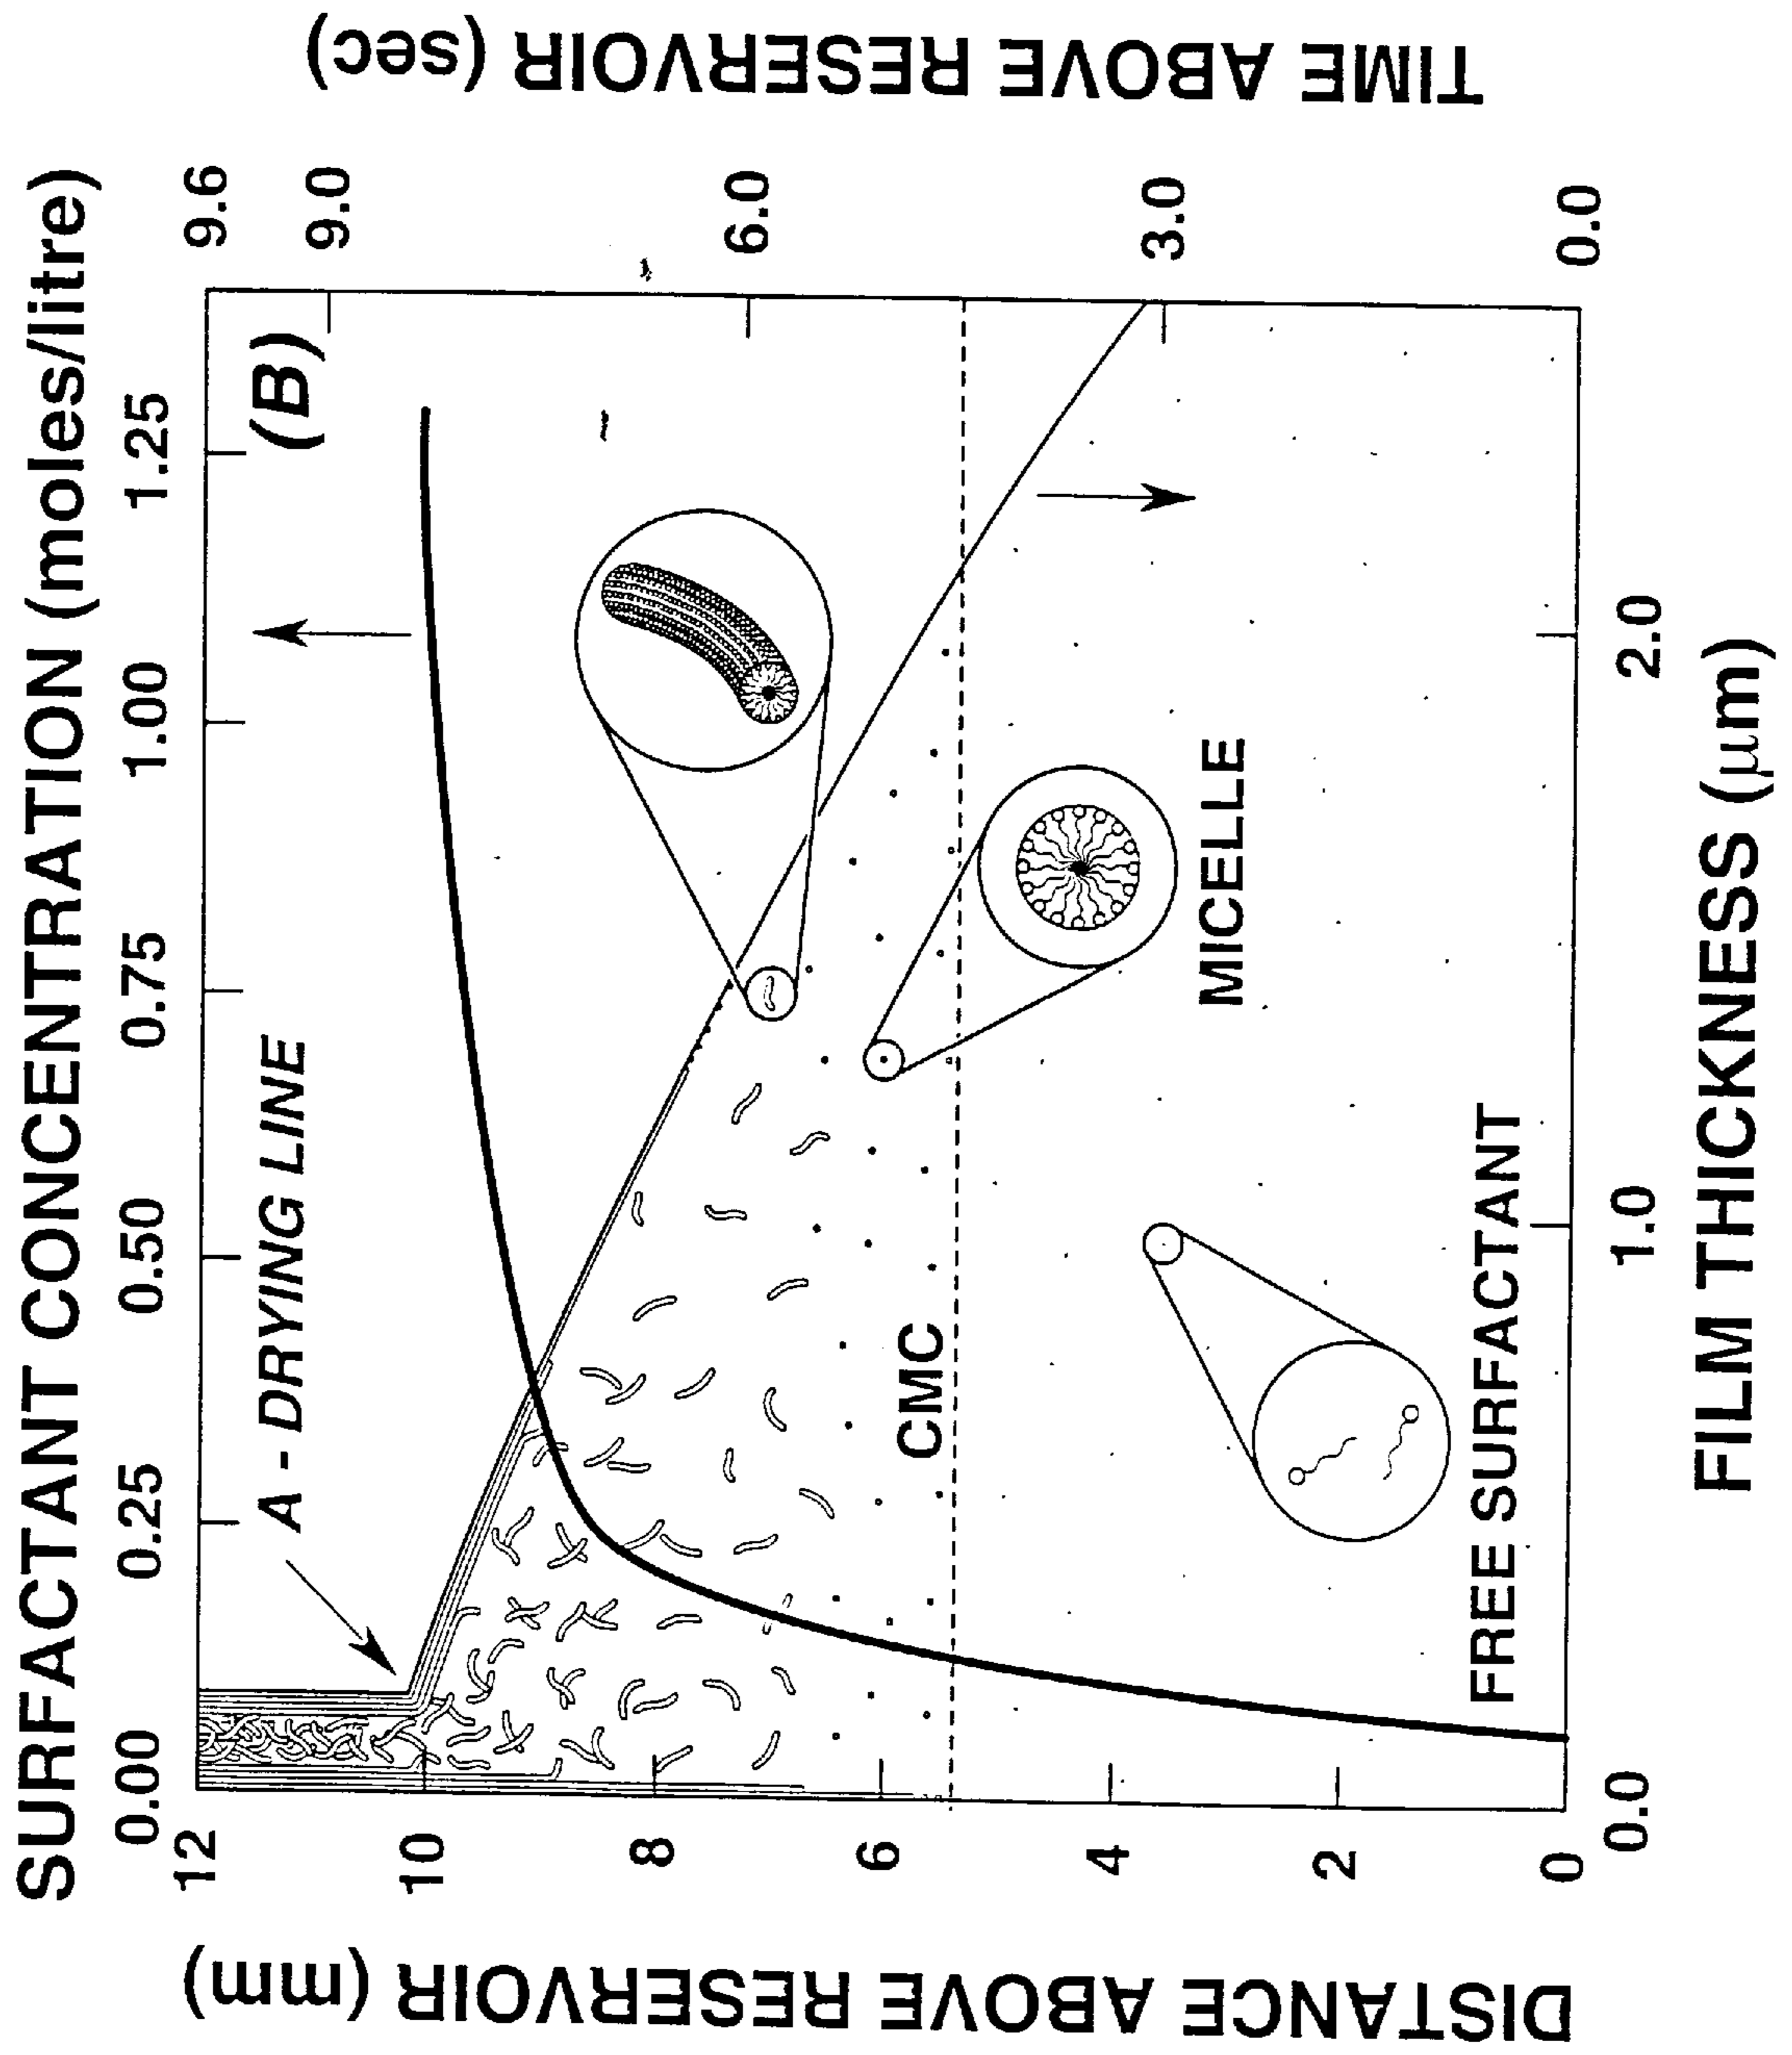 SURFACTANT CONCENTRATION (moles/litre)
0.00 0.25 0.50 0.75 1.00 1.25
DISTANCE ABOVE RESERVOIR (mm)
12
10
8
6
4
2
0
A - DRYING LINE
(B)
CMC
MICELLE
FREE SURFACTANT
9.6
9.0
6.0
3.0
0.0
TIME ABOVE RESERVOIR (sec)
0.0 1.0 2.0
FILM THICKNESS (μm)